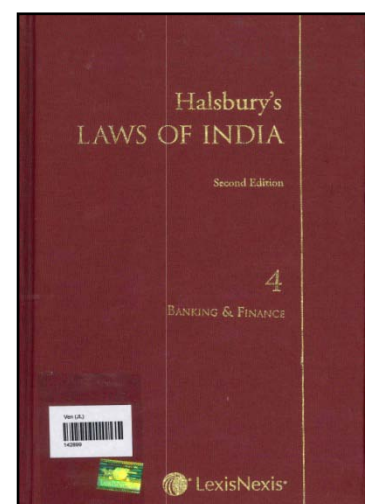 Halsbury's
LAWS OF INDIA
Second Edition
4
BANKING & FINANCE
LexisNexis